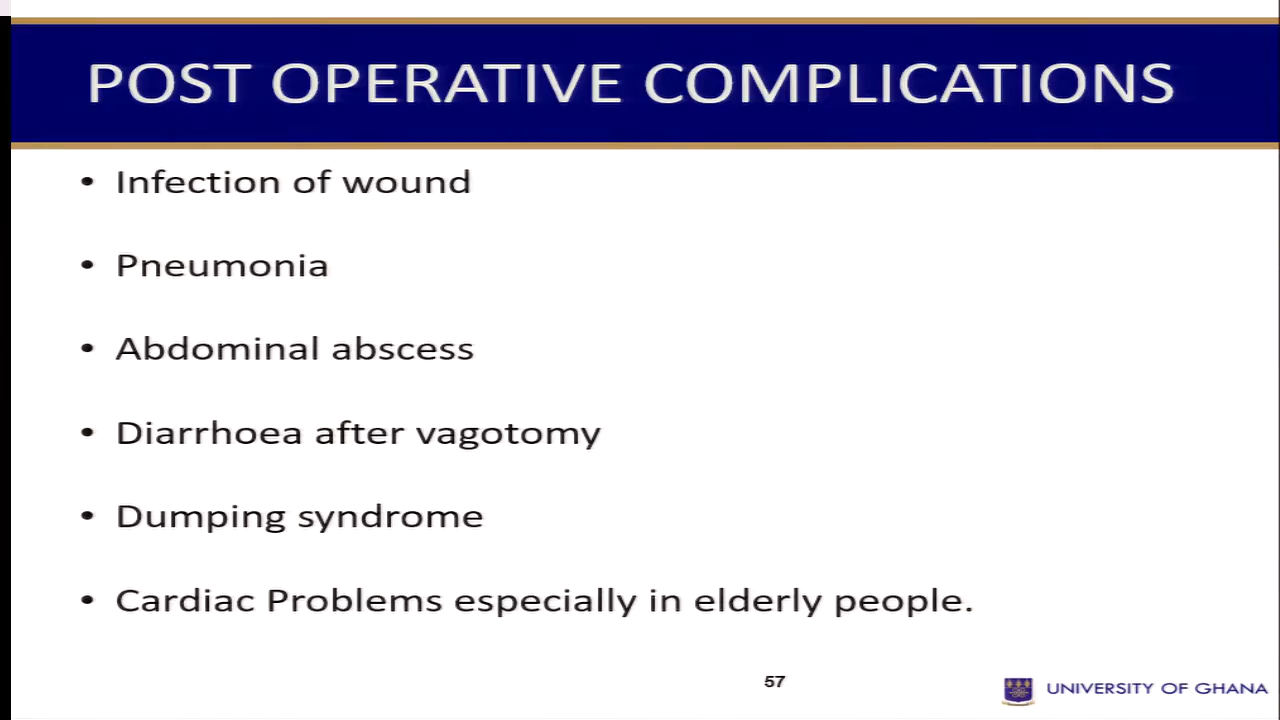 POST OPERATIVE COMPLICATIONS
• Infection of wound
• Pneumonia
• Abdominal abscess
• Diarrhoea after vagotomy
• Dumping syndrome
• Cardiac Problems especially in elderly people.
57
UNIVERSITY OF GHANA